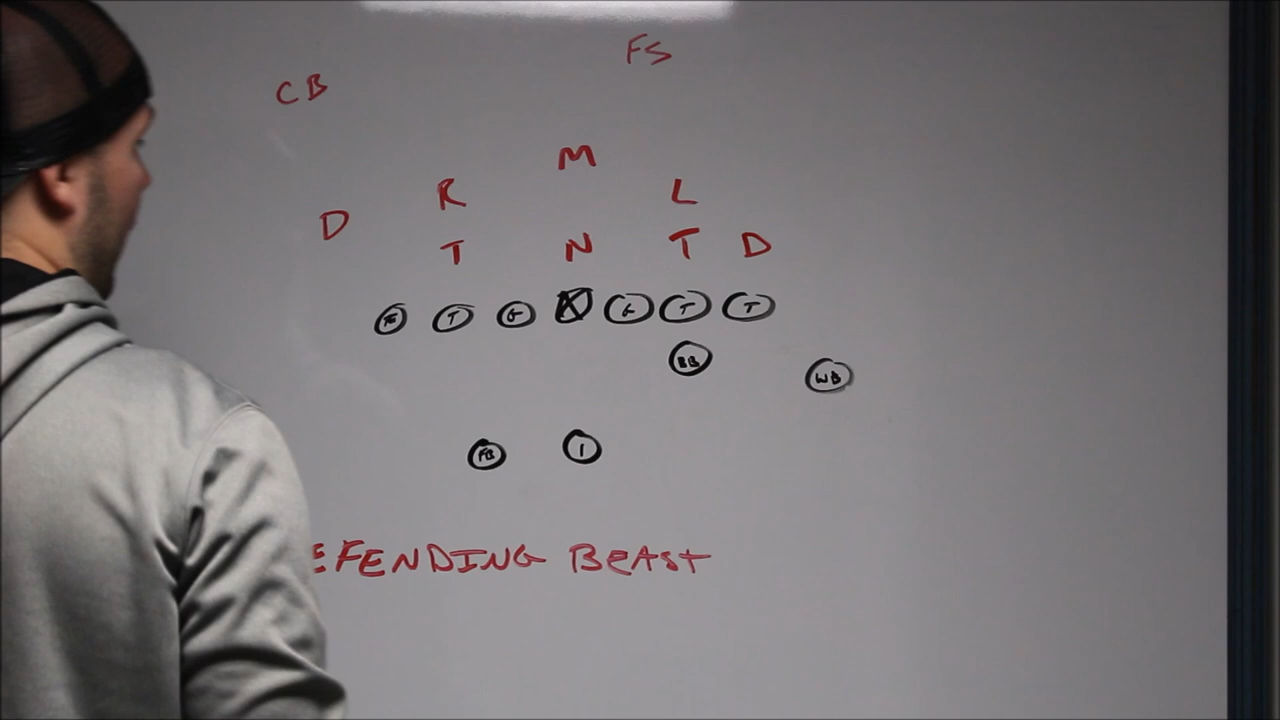 FS
CB
M
R L
D T N T D
T G X G T T
BB
WB
FB 1
EFENDING BEAST